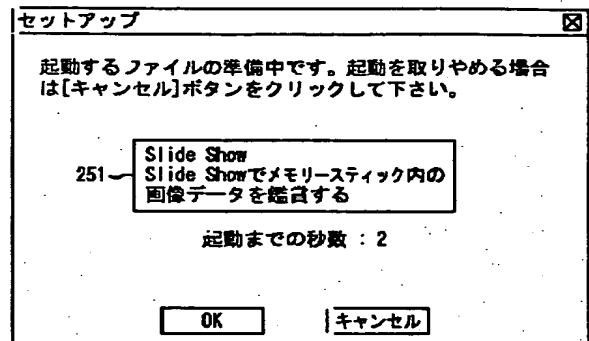 セットアップ
起動するファイルの準備中です。起動を取りやめる場合
は[キャンセル]ボタンをクリックして下さい。
251
Slide Show
Slide Showでメモリースティック内の
画像データを鑑賞する
起動までの秒数 : 2
OK
キャンセル